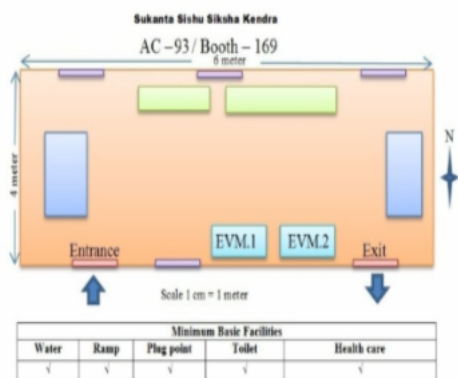 Sukanta Sishu Siksha Kendra
AC –93 / Booth – 169
6 meter
4 meter
N
EVM.1 EVM.2
Entrance Exit
Scale 1 cm = 1 meter
Minimum Basic Facilities
Water Ramp Plug point Toilet Health care
√ √ √ √ √